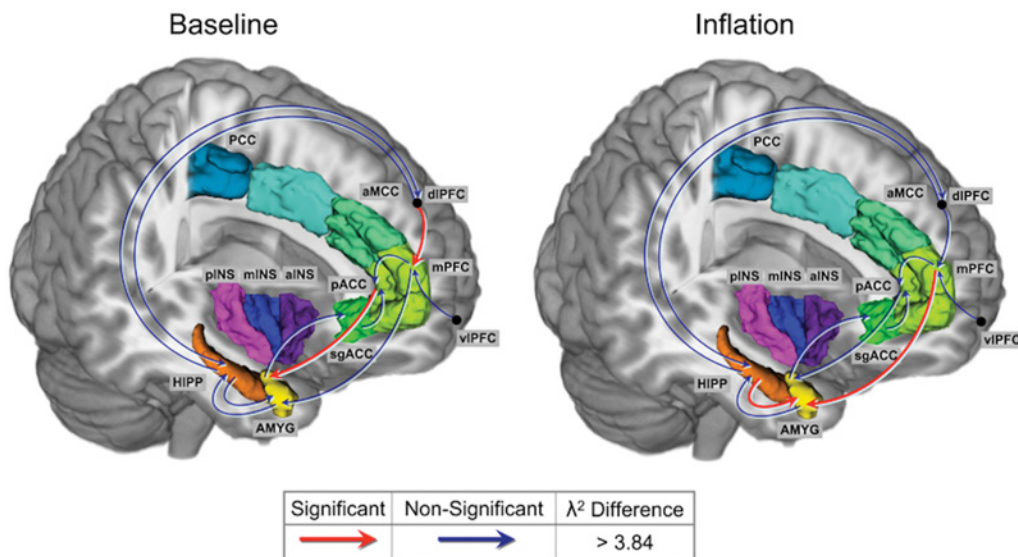 Baseline
Inflation
PCC
aMCC
dlPFC
mPFC
pINS
mINS
aINS
pACC
vlPFC
sgACC
HIPP
AMYG
PCC
aMCC
dlPFC
mPFC
pINS
mINS
aINS
pACC
vlPFC
sgACC
HIPP
AMYG
Significant Non-Significant λ² Difference
> 3.84